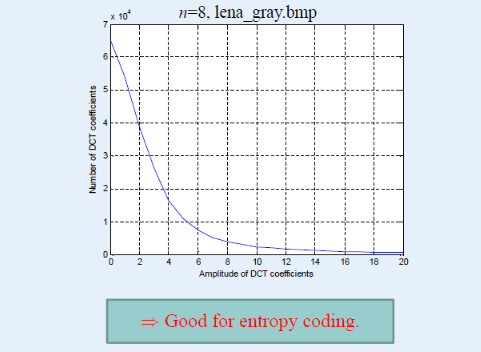 n=8, lena_gray.bmp
x 10^4
7
6
5
4
3
2
1
0
Number of DCT coefficients
0 2 4 6 8 10 12 14 16 18 20
Amplitude of DCT coefficients
⇒ Good for entropy coding.